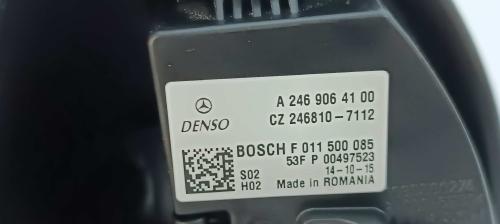 A 246 906 41 00
DENSO CZ 246810-7112
BOSCH F 011 500 085
53F P 00497523
S02 14-10-15
H02 Made in ROMANIA